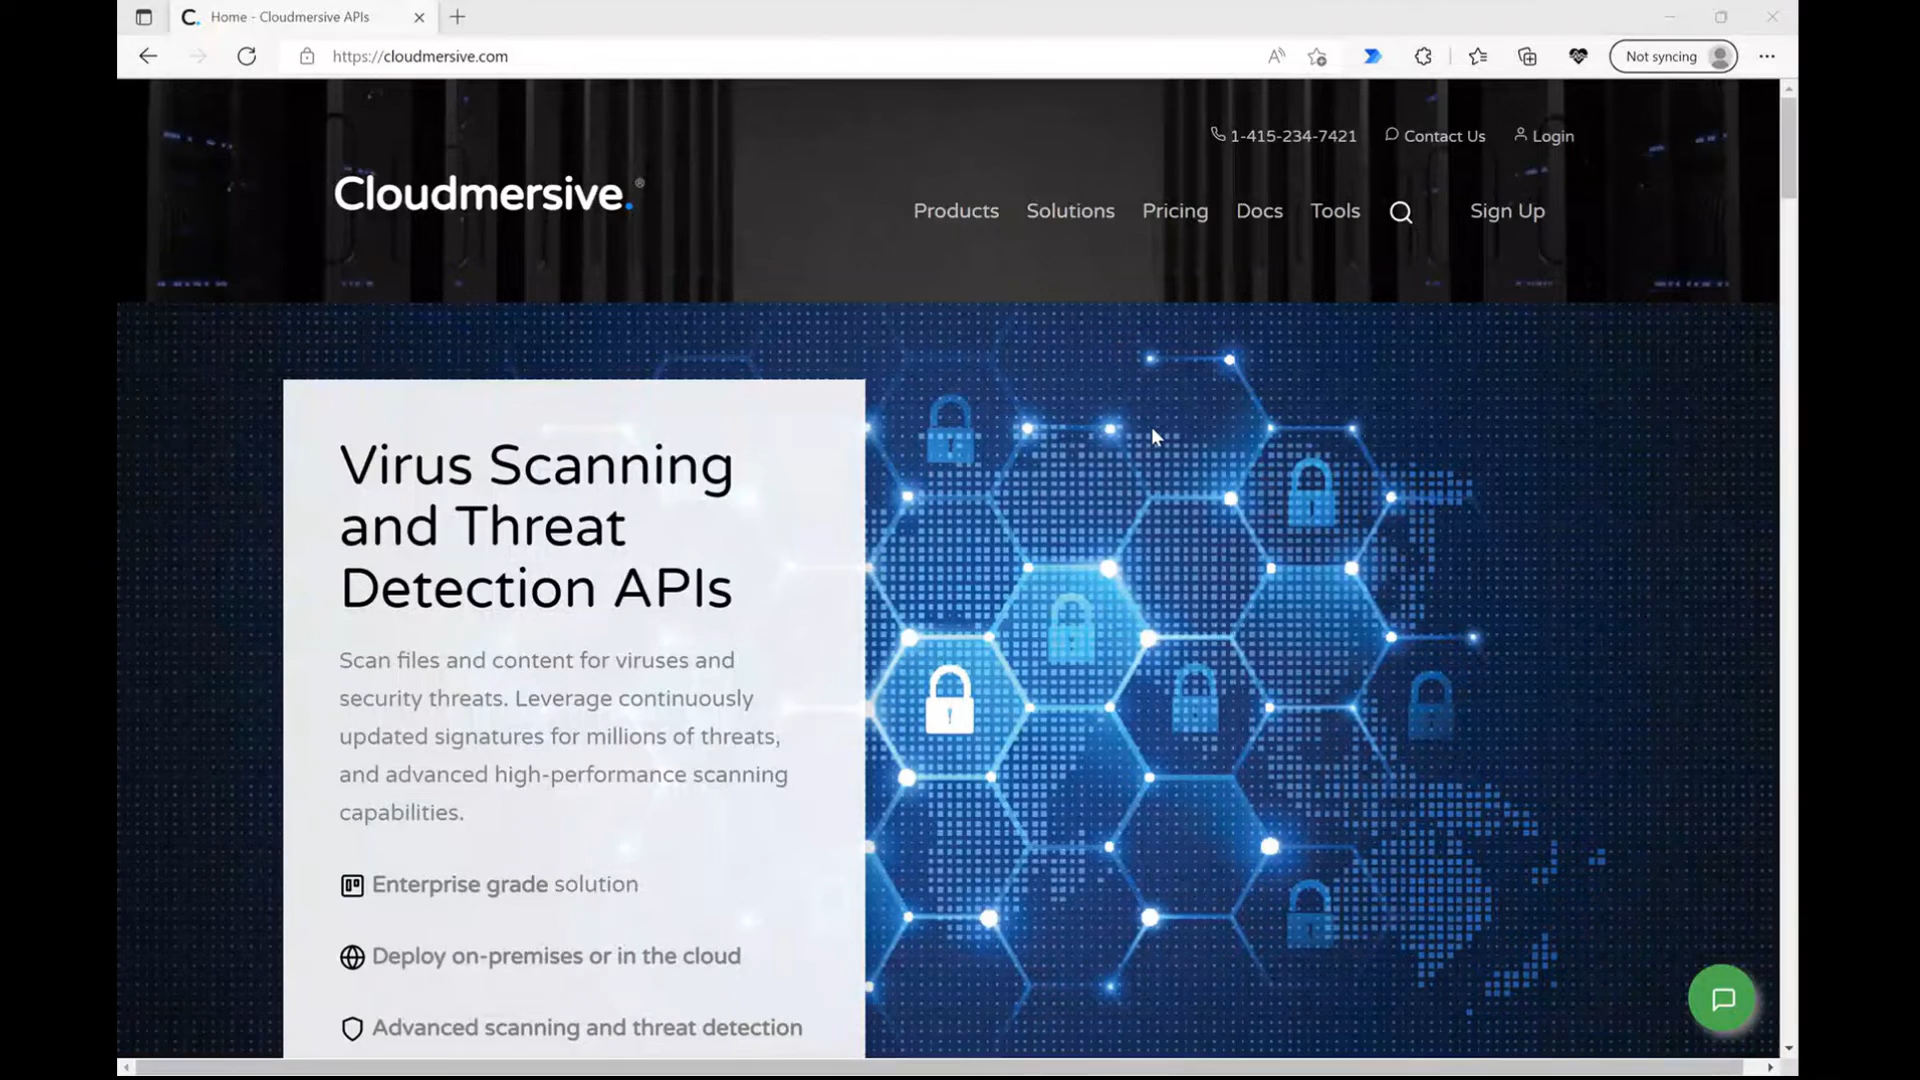 Home - Cloudmersive APIs
https://cloudmersive.com
Not syncing
1-415-234-7421 Contact Us Login
Cloudmersive.®
Products Solutions Pricing Docs Tools Sign Up
Virus Scanning
and Threat
Detection APIs
Scan files and content for viruses and
security threats. Leverage continuously
updated signatures for millions of threats,
and advanced high-performance scanning
capabilities.
Enterprise grade solution
Deploy on-premises or in the cloud
Advanced scanning and threat detection